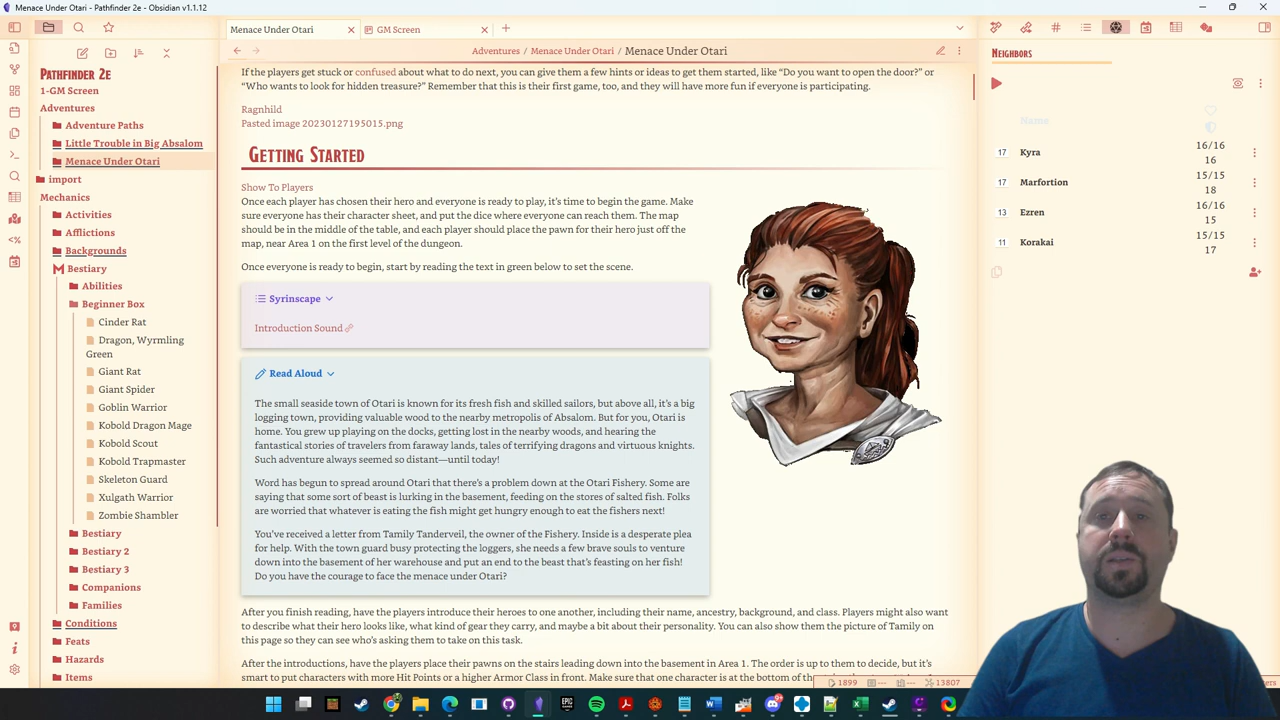 Menace Under Otari - Pathfinder 2e - Obsidian v1.1.12
Menace Under Otari
GM Screen
Adventures / Menace Under Otari / Menace Under Otari
Pathfinder 2e
1-GM Screen
Adventures
Adventure Paths
Little Trouble in Big Absalom
Menace Under Otari
import
Mechanics
Activities
Afflictions
Backgrounds
Bestiary
Abilities
Beginner Box
Cinder Rat
Dragon, Wyrmling
Green
Giant Rat
Giant Spider
Goblin Warrior
Kobold Dragon Mage
Kobold Scout
Kobold Trapmaster
Skeleton Guard
Xulgath Warrior
Zombie Shambler
Bestiary
Bestiary 2
Bestiary 3
Companions
Families
Conditions
Feats
Hazards
Items
If the players get stuck or confused about what to do next, you can give them a few hints or ideas to get them started, like “Do you want to open the door?” or
“Who wants to look for hidden treasure?” Remember that this is their first game, too, and they will have more fun if everyone is participating.
Ragnhild
Pasted image 20230127195015.png
Getting Started
Show To Players
Once each player has chosen their hero and everyone is ready to play, it’s time to begin the game. Make
sure everyone has their character sheet, and put the dice where everyone can reach them. The map
should be in the middle of the table, and each player should place the pawn for their hero just off the
map, near Area 1 on the first level of the dungeon.
Once everyone is ready to begin, start by reading the text in green below to set the scene.
Syrinscape
Introduction Sound
Read Aloud
The small seaside town of Otari is known for its fresh fish and skilled sailors, but above all, it’s a big
logging town, providing valuable wood to the nearby metropolis of Absalom. But for you, Otari is
home. You grew up playing on the docks, getting lost in the nearby woods, and hearing the
fantastical stories of travelers from faraway lands, tales of terrifying dragons and virtuous knights.
Such adventure always seemed so distant—until today!
Word has begun to spread around Otari that there’s a problem down at the Otari Fishery. Some are
saying that some sort of beast is lurking in the basement, feeding on the stores of salted fish. Folks
are worried that whatever is eating the fish might get hungry enough to eat the fishers next!
You’ve received a letter from Tamily Tanderveil, the owner of the Fishery. Inside is a desperate plea
for help. With the town guard busy protecting the loggers, she needs a few brave souls to venture
down into the basement of her warehouse and put an end to the beast that’s feasting on her fish!
Do you have the courage to face the menace under Otari?
After you finish reading, have the players introduce their heroes to one another, including their name, ancestry, background, and class. Players might also want
to describe what their hero looks like, what kind of gear they carry, and maybe a bit about their personality. You can also show them the picture of Tamily on
this page so they can see who’s asking them to take on this task.
After the introductions, have the players place their pawns on the stairs leading down into the basement in Area 1. The order is up to them to decide, but it’s
smart to put characters with more Hit Points or a higher Armor Class in front. Make sure that one character is at the bottom of the
1899 --- --- 13807
Neighbors
Name
17 Kyra 16/16
16
17 Marfortion 15/15
18
13 Ezren 16/16
15
11 Korakai 15/15
17